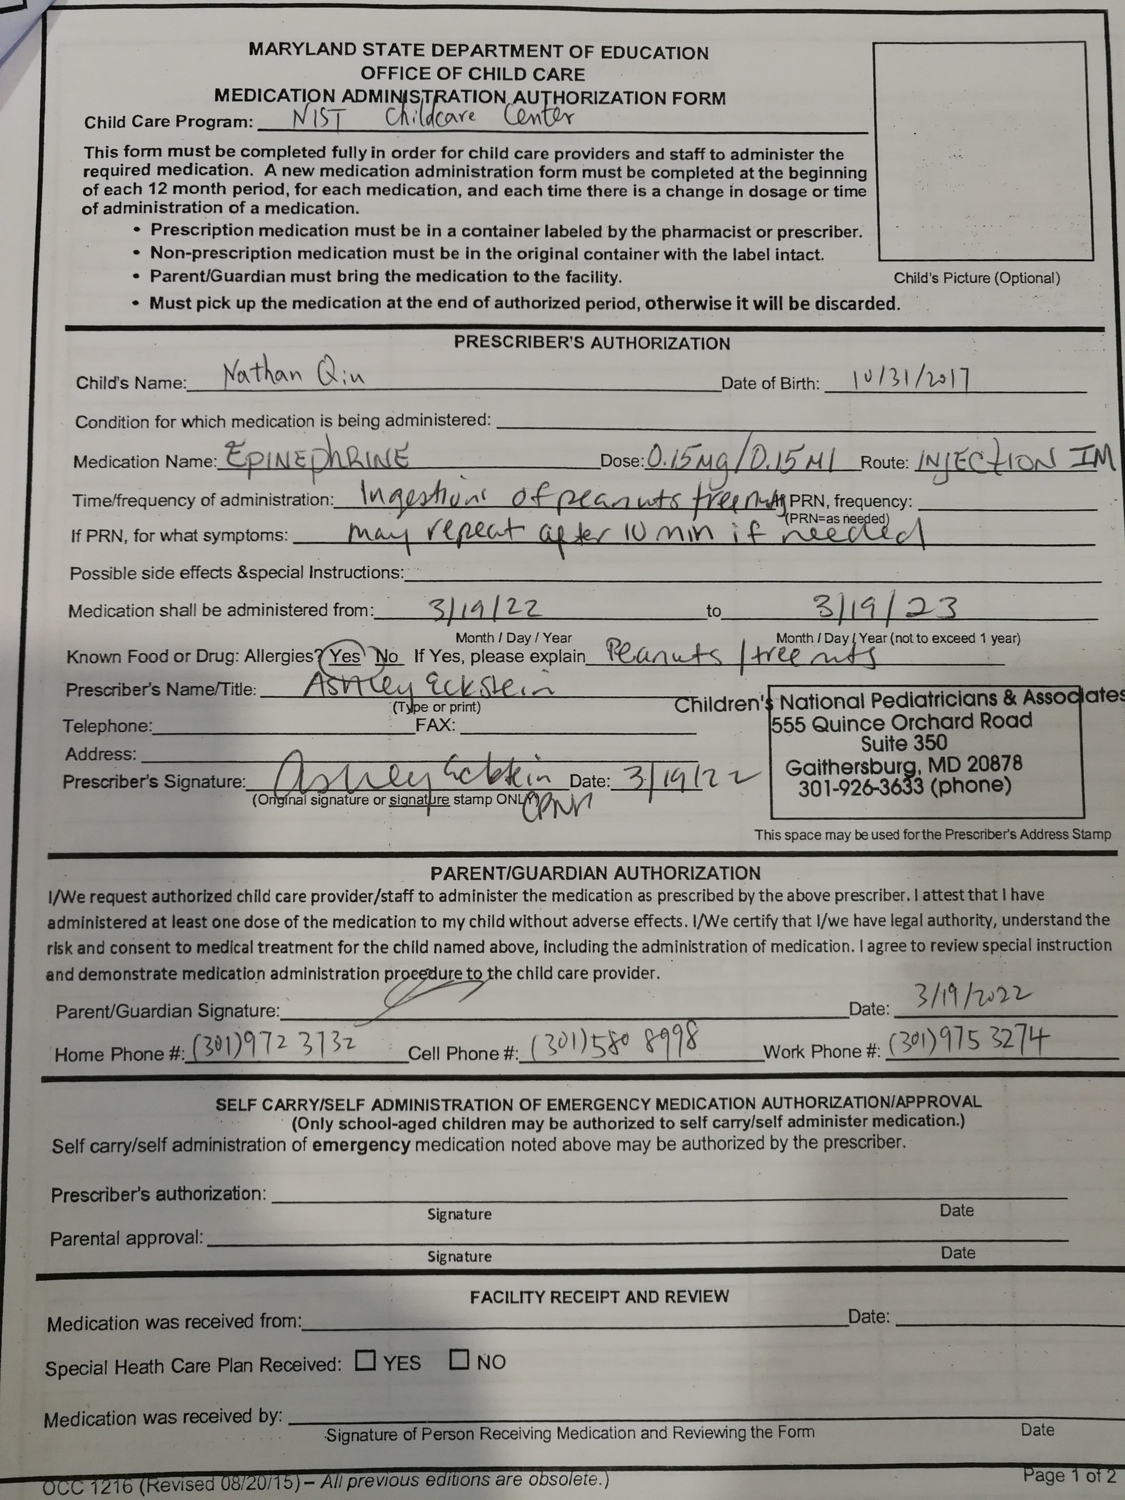 MARYLAND STATE DEPARTMENT OF EDUCATION
OFFICE OF CHILD CARE
MEDICATION ADMINISTRATION AUTHORIZATION FORM
Child Care Program: NIST Childcare Center
This form must be completed fully in order for child care providers and staff to administer the
required medication. A new medication administration form must be completed at the beginning
of each 12 month period, for each medication, and each time there is a change in dosage or time
of administration of a medication.
• Prescription medication must be in a container labeled by the pharmacist or prescriber.
• Non-prescription medication must be in the original container with the label intact.
• Parent/Guardian must bring the medication to the facility.
• Must pick up the medication at the end of authorized period, otherwise it will be discarded.
Child's Picture (Optional)
PRESCRIBER'S AUTHORIZATION
Child's Name: Nathan Qiu Date of Birth: 10/31/2017
Condition for which medication is being administered:
Medication Name: EPINEPhRINE Dose: 0.15mg/0.15Ml Route: INJECtION IM
Time/frequency of administration: Ingestions of peanuts tree nuts If PRN, frequency:
(PRN=as needed)
If PRN, for what symptoms: may repeat after 10 min if needed
Possible side effects &special Instructions:
Medication shall be administered from: 3/19/22 to 3/19/23
Month / Day / Year Month / Day / Year (not to exceed 1 year)
Known Food or Drug: Allergies? Yes No If Yes, please explain Peanuts / tree nuts
Prescriber's Name/Title: Ashley Eckstein
(Type or print)
Telephone: FAX:
Address:
Prescriber's Signature: Ashley Eckstein Date: 3/19/22
(Original signature or signature stamp ONLY) CPNP
Children's National Pediatricians & Associates
555 Quince Orchard Road
Suite 350
Gaithersburg, MD 20878
301-926-3633 (phone)
This space may be used for the Prescriber's Address Stamp
PARENT/GUARDIAN AUTHORIZATION
I/We request authorized child care provider/staff to administer the medication as prescribed by the above prescriber. I attest that I have
administered at least one dose of the medication to my child without adverse effects. I/We certify that I/we have legal authority, understand the
risk and consent to medical treatment for the child named above, including the administration of medication. I agree to review special instruction
and demonstrate medication administration procedure to the child care provider.
Parent/Guardian Signature: Date: 3/19/2022
Home Phone #: (301)972 3732 Cell Phone #: (301)580 8998 Work Phone #: (301)975 3274
SELF CARRY/SELF ADMINISTRATION OF EMERGENCY MEDICATION AUTHORIZATION/APPROVAL
(Only school-aged children may be authorized to self carry/self administer medication.)
Self carry/self administration of emergency medication noted above may be authorized by the prescriber.
Prescriber's authorization:
Signature Date
Parental approval:
Signature Date
FACILITY RECEIPT AND REVIEW
Medication was received from: Date:
Special Heath Care Plan Received: YES NO
Medication was received by:
Signature of Person Receiving Medication and Reviewing the Form Date
OCC 1216 (Revised 08/20/15) – All previous editions are obsolete.) Page 1 of 2